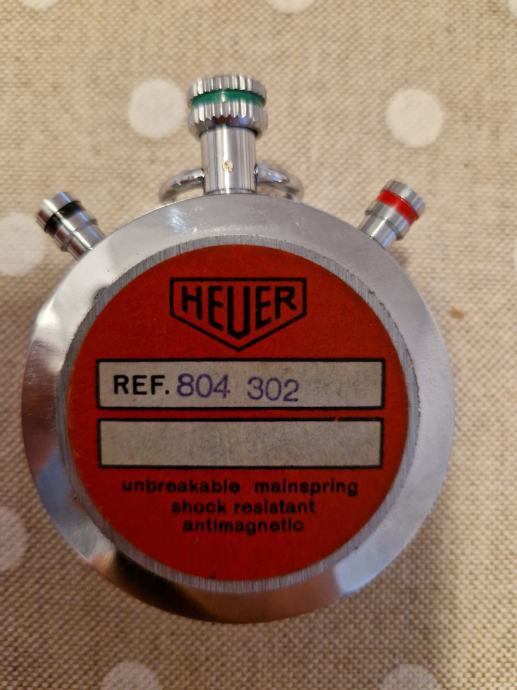 HEUER
REF. 804 302
unbreakable mainspring
shock resistant
antimagnetic